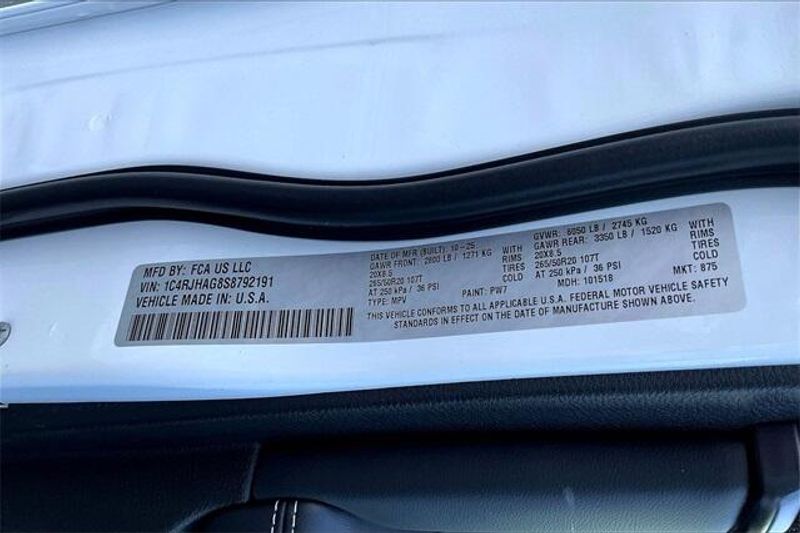 MFD BY: FCA US LLC
VIN: 1C4RJHAG8S8792191
VEHICLE MADE IN: U.S.A.
DATE OF MFR (BUILT): 10-25
GAWR FRONT: 2800 LB / 1271 KG WITH
20X8.5 RIMS
265/50R20 107T TIRES
AT 250 kPa / 36 PSI COLD
TYPE: MPV PAINT: PW7
GVWR: 6050 LB / 2745 KG
GAWR REAR: 3350 LB / 1520 KG WITH
20X8.5 RIMS
265/50R20 107T TIRES
AT 250 kPa / 36 PSI COLD
MDH: 101518 MKT: 875
THIS VEHICLE CONFORMS TO ALL APPLICABLE U.S.A. FEDERAL MOTOR VEHICLE SAFETY
STANDARDS IN EFFECT ON THE DATE OF MANUFACTURE SHOWN ABOVE.